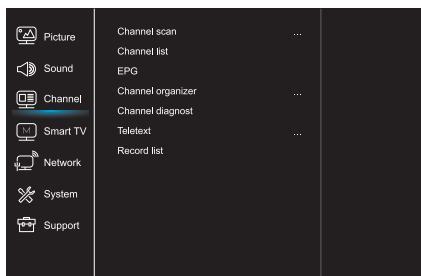 Picture
Sound
Channel
Smart TV
Network
System
Support
Channel scan ...
Channel list
EPG
Channel organizer ...
Channel diagnost
Teletext ...
Record list